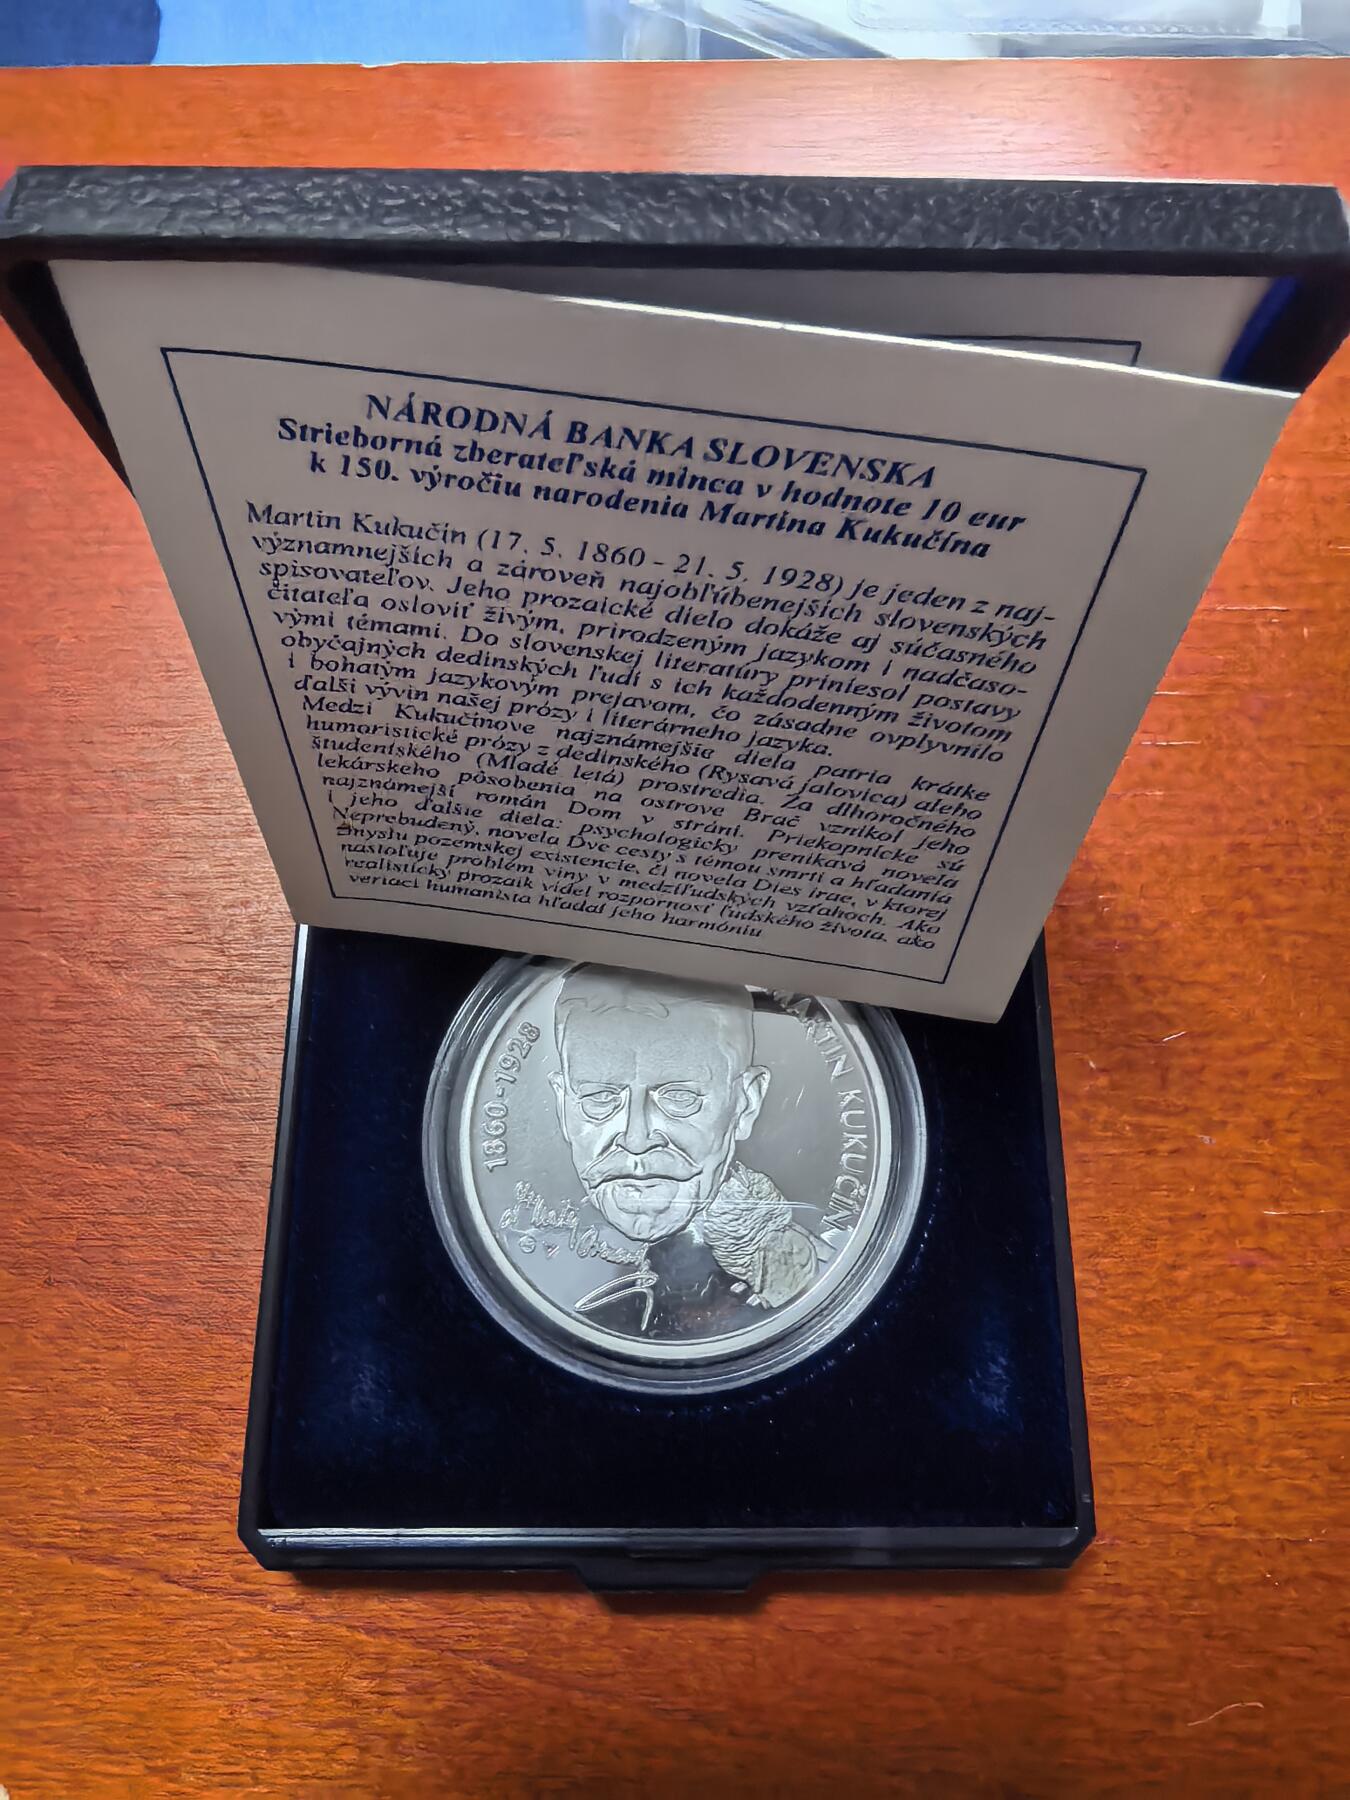 NÁRODNÁ BANKA SLOVENSKA
Strieborná zberateľská minca v hodnote 10 eur
k 150. výročiu narodenia Martina Kukučína
Martin Kukučín (17. 5. 1860 - 21. 5. 1928) je jeden z naj-
významnejších a zároveň najobľúbenejších slovenských
spisovateľov. Jeho prozaické dielo dokáže aj súčasného
čitateľa osloviť živým, prirodzeným jazykom i nadčaso-
vými témami. Do slovenskej literatúry priniesol postavy
obyčajných dedinských ľudí s ich každodenným životom
i bohatým jazykovým prejavom, čo zásadne ovplyvnilo
ďalší vývin našej prózy i literárneho jazyka.
Medzi Kukučínove najznámejšie diela patria krátke
humoristické prózy z dedinského (Rysavá jalovica) alebo
študentského (Mladé letá) prostredia. Za dlhoročného
lekárskeho pôsobenia na ostrove Brač vznikol jeho
najznámejší román Dom v stráni. Priekopnícke sú
i jeho ďalšie diela: psychologicky prenikavá novela
Neprebudený, novela Dve cesty s témou smrti a hľadania
zmyslu pozemskej existencie, či novela Dies irae, v ktorej
nastoľuje problém viny v medziľudských vzťahoch. Ako
realistický prozaik videl rozpornosť ľudského života, ako
veriaci humanista hľadal jeho harmóniu
1860-1928
MARTIN KUKUČÍN